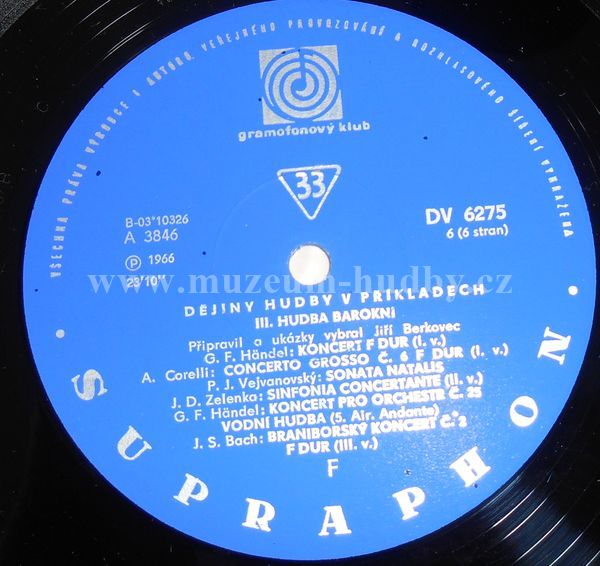 VŠECHNA PRÁVA VÝROBCE I AUTORA, VEŘEJNÉHO PROVOZOVÁNÍ A ROZHLASOVÉHO ŠÍŘENÍ VYHRAŽENA
gramofonový klub
33
B-03*10326
A 3846
Ⓟ 1966
23'10"
DV 6275
6 (6 stran)
www.muzeum-hudby.cz
DĚJINY HUDBY V PŘÍKLADECH
III. HUDBA BAROKNÍ
Připravil a ukázky vybral Jiří Berkovec
G. F. Händel: KONCERT F DUR (I. v.)
A. Corelli: CONCERTO GROSSO Č. 6 F DUR (I. v.)
P. J. Vejvanovský: SONATA NATALIS
J. D. Zelenka: SINFONIA CONCERTANTE (II. v.)
G. F. Händel: KONCERT PRO ORCHESTR Č. 25
VODNÍ HUDBA (5. Air. Andante)
J. S. Bach: BRANIBORSKÝ KONCERT Č. 2
F DUR (III. v.)
F
SUPRAPHON